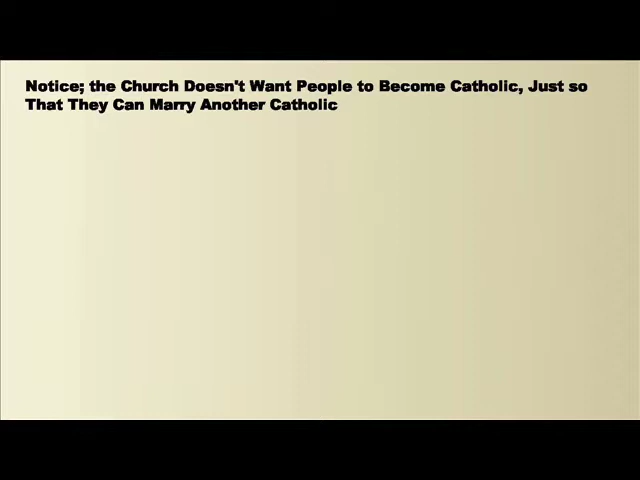 Notice; the Church Doesn't Want People to Become Catholic, Just so
That They Can Marry Another Catholic